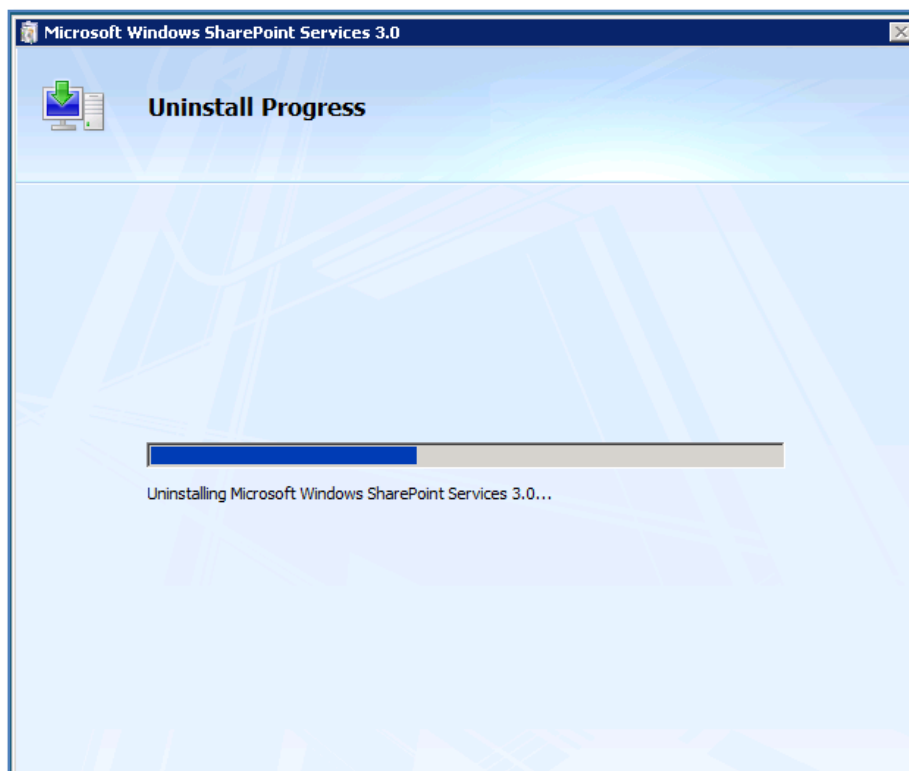 Microsoft Windows SharePoint Services 3.0
Uninstall Progress
Uninstalling Microsoft Windows SharePoint Services 3.0...